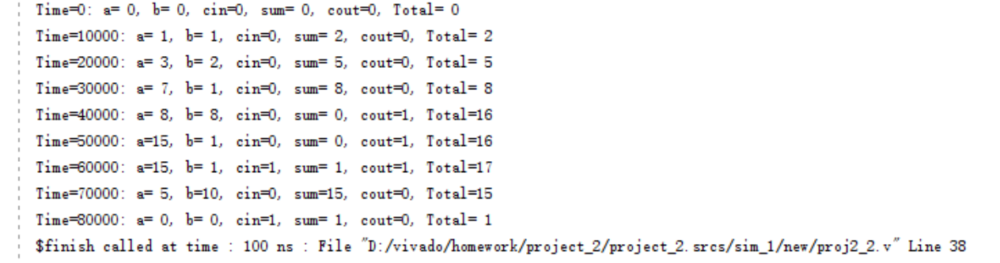 Time=0: a= 0, b= 0, cin=0, sum= 0, cout=0, Total= 0
Time=10000: a= 1, b= 1, cin=0, sum= 2, cout=0, Total= 2
Time=20000: a= 3, b= 2, cin=0, sum= 5, cout=0, Total= 5
Time=30000: a= 7, b= 1, cin=0, sum= 8, cout=0, Total= 8
Time=40000: a= 8, b= 8, cin=0, sum= 0, cout=1, Total=16
Time=50000: a=15, b= 1, cin=0, sum= 0, cout=1, Total=16
Time=60000: a=15, b= 1, cin=1, sum= 1, cout=1, Total=17
Time=70000: a= 5, b=10, cin=0, sum=15, cout=0, Total=15
Time=80000: a= 0, b= 0, cin=1, sum= 1, cout=0, Total= 1
$finish called at time : 100 ns : File "D:/vivado/homework/project_2/project_2.srcs/sim_1/new/proj2_2.v" Line 38